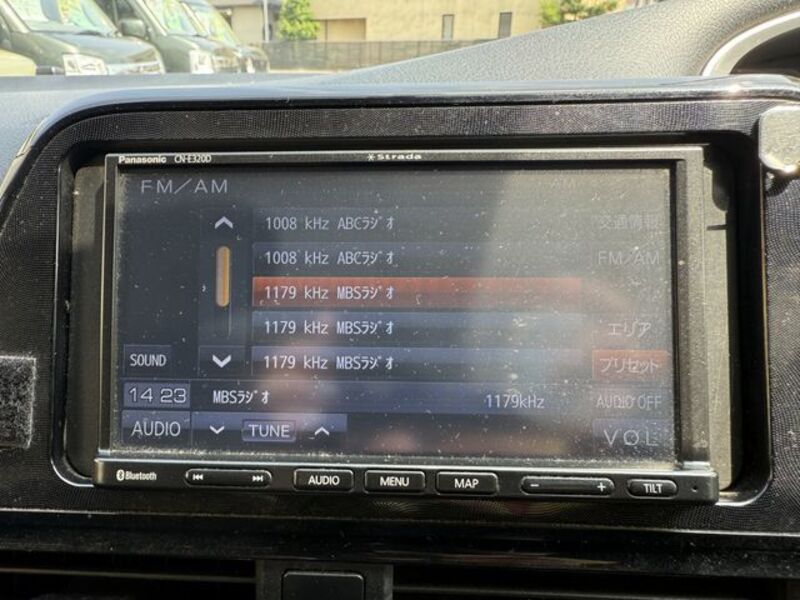 Panasonic CN-E320D
Strada
FM/AM
1008 kHz ABCﾗｼﾞｵ
交通情報
1008 kHz ABCﾗｼﾞｵ
FM/AM
1179 kHz MBSﾗｼﾞｵ
1179 kHz MBSﾗｼﾞｵ
エリア
SOUND
1179 kHz MBSﾗｼﾞｵ
プリセット
14 23
MBSﾗｼﾞｵ
1179kHz
AUDIO OFF
AUDIO
TUNE
VOL
Bluetooth
AUDIO
MENU
MAP
- +
TILT